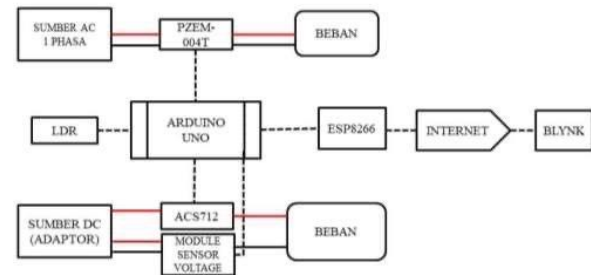 SUMBER AC
1 PHASA
PZEM-
004T
BEBAN
LDR
ARDUINO
UNO
ESP8266
INTERNET
BLYNK
SUMBER DC
(ADAPTOR)
ACS712
MODULE
SENSOR
VOLTAGE
BEBAN